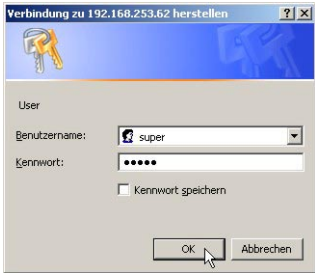 Verbindung zu 192.168.253.62 herstellen
User
Benutzername:
super
Kennwort:
•••••
Kennwort speichern
OK
Abbrechen